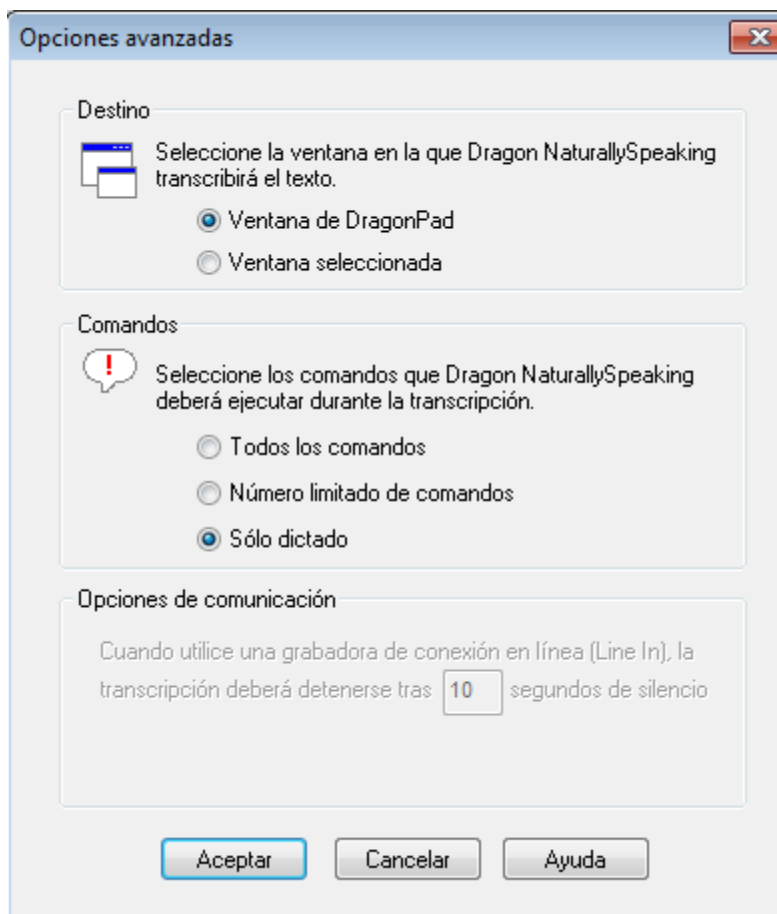 Opciones avanzadas
Destino
Seleccione la ventana en la que Dragon NaturallySpeaking
transcribirá el texto.
Ventana de DragonPad
Ventana seleccionada
Comandos
!
Seleccione los comandos que Dragon NaturallySpeaking
deberá ejecutar durante la transcripción.
Todos los comandos
Número limitado de comandos
Sólo dictado
Opciones de comunicación
Cuando utilice una grabadora de conexión en línea (Line In), la
transcripción deberá detenerse tras 10 segundos de silencio
Aceptar Cancelar Ayuda